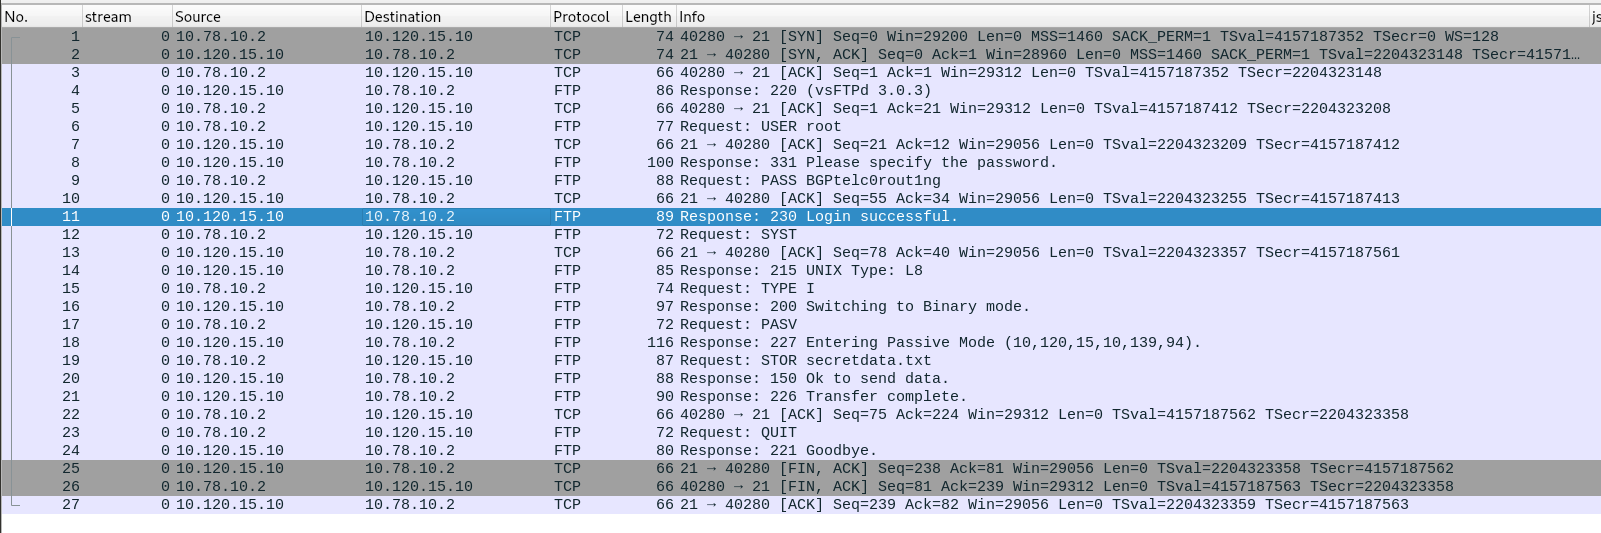 No. stream Source Destination Protocol Length Info js
1 0 10.78.10.2 10.120.15.10 TCP 74 40280 → 21 [SYN] Seq=0 Win=29200 Len=0 MSS=1460 SACK_PERM=1 TSval=4157187352 TSecr=0 WS=128
2 0 10.120.15.10 10.78.10.2 TCP 74 21 → 40280 [SYN, ACK] Seq=0 Ack=1 Win=28960 Len=0 MSS=1460 SACK_PERM=1 TSval=2204323148 TSecr=41571…
3 0 10.78.10.2 10.120.15.10 TCP 66 40280 → 21 [ACK] Seq=1 Ack=1 Win=29312 Len=0 TSval=4157187352 TSecr=2204323148
4 0 10.120.15.10 10.78.10.2 FTP 86 Response: 220 (vsFTPd 3.0.3)
5 0 10.78.10.2 10.120.15.10 TCP 66 40280 → 21 [ACK] Seq=1 Ack=21 Win=29312 Len=0 TSval=4157187412 TSecr=2204323208
6 0 10.78.10.2 10.120.15.10 FTP 77 Request: USER root
7 0 10.120.15.10 10.78.10.2 TCP 66 21 → 40280 [ACK] Seq=21 Ack=12 Win=29056 Len=0 TSval=2204323209 TSecr=4157187412
8 0 10.120.15.10 10.78.10.2 FTP 100 Response: 331 Please specify the password.
9 0 10.78.10.2 10.120.15.10 FTP 88 Request: PASS BGPtelc0rout1ng
10 0 10.120.15.10 10.78.10.2 TCP 66 21 → 40280 [ACK] Seq=55 Ack=34 Win=29056 Len=0 TSval=2204323255 TSecr=4157187413
11 0 10.120.15.10 10.78.10.2 FTP 89 Response: 230 Login successful.
12 0 10.78.10.2 10.120.15.10 FTP 72 Request: SYST
13 0 10.120.15.10 10.78.10.2 TCP 66 21 → 40280 [ACK] Seq=78 Ack=40 Win=29056 Len=0 TSval=2204323357 TSecr=4157187561
14 0 10.120.15.10 10.78.10.2 FTP 85 Response: 215 UNIX Type: L8
15 0 10.78.10.2 10.120.15.10 FTP 74 Request: TYPE I
16 0 10.120.15.10 10.78.10.2 FTP 97 Response: 200 Switching to Binary mode.
17 0 10.78.10.2 10.120.15.10 FTP 72 Request: PASV
18 0 10.120.15.10 10.78.10.2 FTP 116 Response: 227 Entering Passive Mode (10,120,15,10,139,94).
19 0 10.78.10.2 10.120.15.10 FTP 87 Request: STOR secretdata.txt
20 0 10.120.15.10 10.78.10.2 FTP 88 Response: 150 Ok to send data.
21 0 10.120.15.10 10.78.10.2 FTP 90 Response: 226 Transfer complete.
22 0 10.78.10.2 10.120.15.10 TCP 66 40280 → 21 [ACK] Seq=75 Ack=224 Win=29312 Len=0 TSval=4157187562 TSecr=2204323358
23 0 10.78.10.2 10.120.15.10 FTP 72 Request: QUIT
24 0 10.120.15.10 10.78.10.2 FTP 80 Response: 221 Goodbye.
25 0 10.120.15.10 10.78.10.2 TCP 66 21 → 40280 [FIN, ACK] Seq=238 Ack=81 Win=29056 Len=0 TSval=2204323358 TSecr=4157187562
26 0 10.78.10.2 10.120.15.10 TCP 66 40280 → 21 [FIN, ACK] Seq=81 Ack=239 Win=29312 Len=0 TSval=4157187563 TSecr=2204323358
27 0 10.120.15.10 10.78.10.2 TCP 66 21 → 40280 [ACK] Seq=239 Ack=82 Win=29056 Len=0 TSval=2204323359 TSecr=4157187563